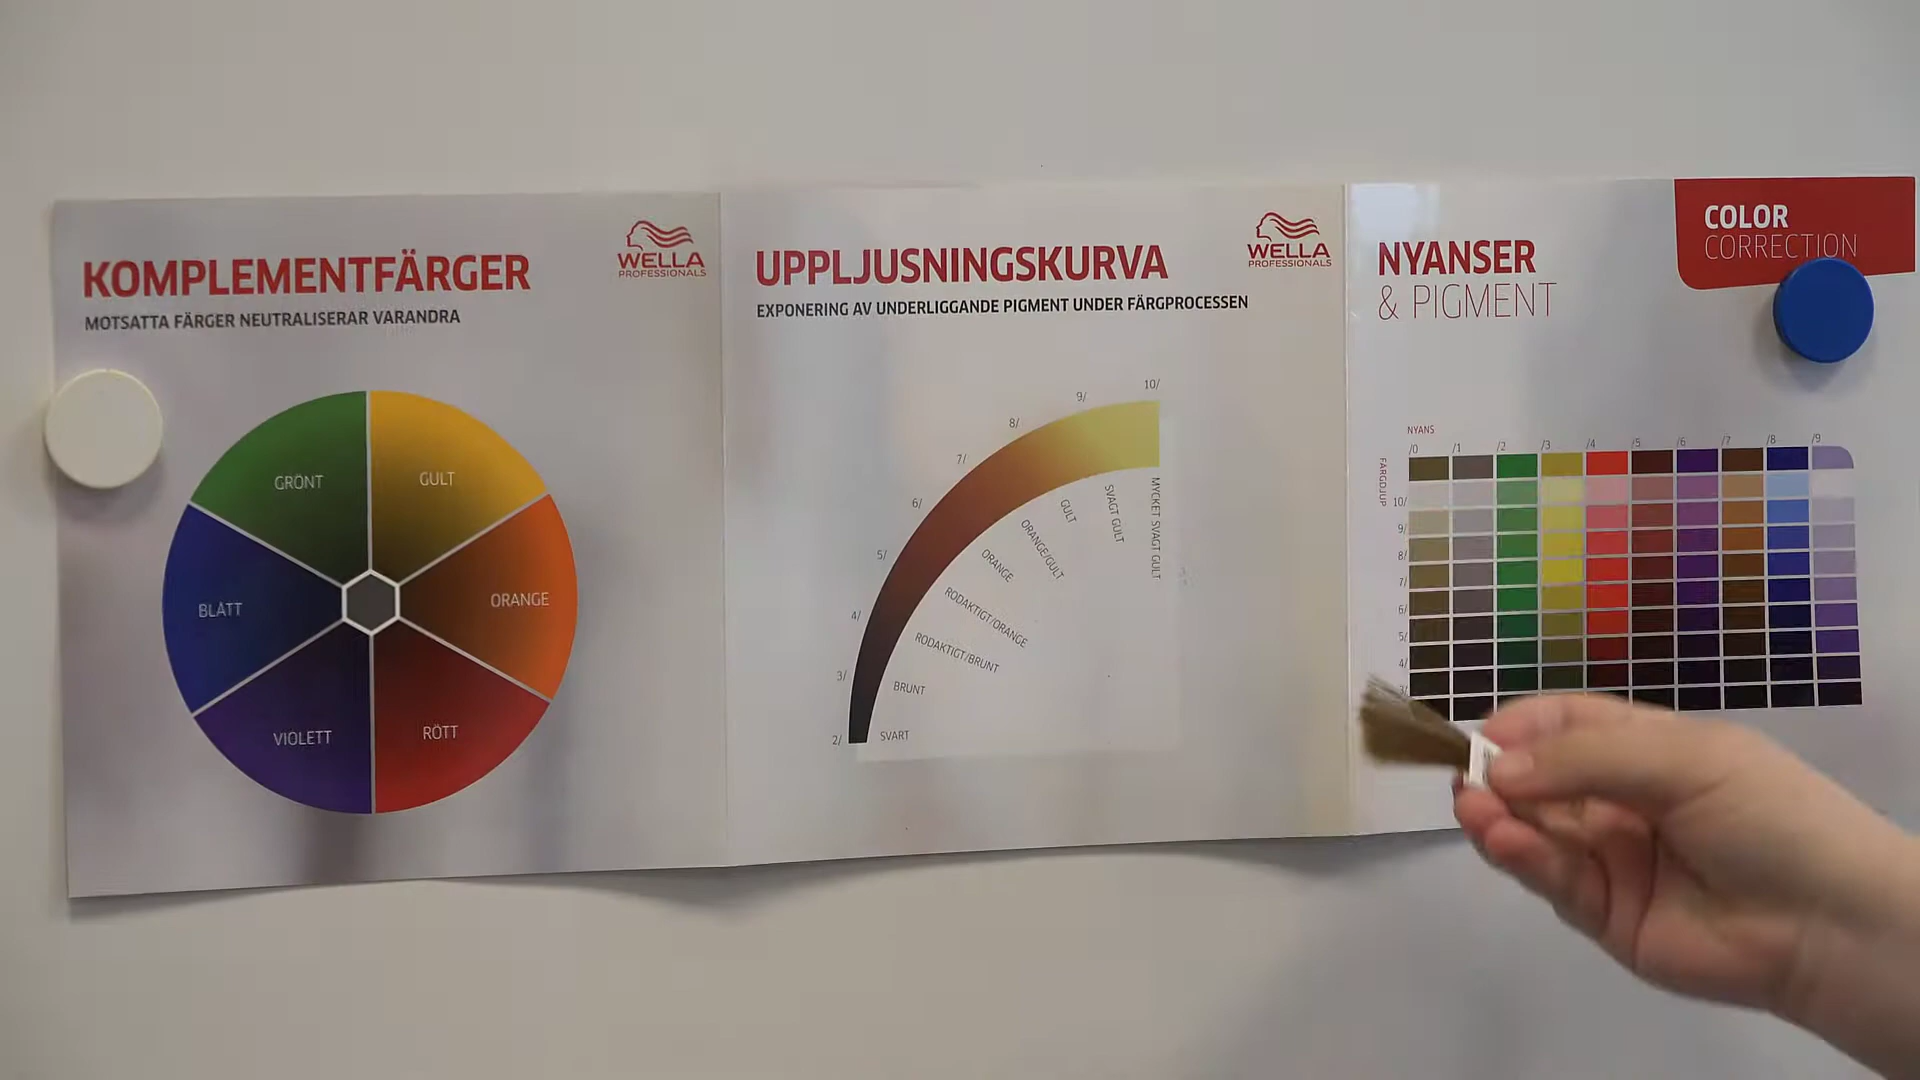 KOMPLEMENTFÄRGER
MOTSATTA FÄRGER NEUTRALISERAR VARANDRA
WELLA
PROFESSIONALS
GRÖNT
GULT
BLÅTT
ORANGE
VIOLETT
RÖTT
UPPLJUSNINGSKURVA
EXPONERING AV UNDERLIGGANDE PIGMENT UNDER FÄRGPROCESSEN
WELLA
PROFESSIONALS
10/
9/
8/
7/
6/
5/
4/
3/
2/
MYCKET SVAGT GULT
SVAGT GULT
GULT
ORANGE/GULT
ORANGE
RODAKTIGT/ORANGE
RODAKTIGT/BRUNT
BRUNT
SVART
COLOR
CORRECTION
NYANSER
& PIGMENT
NYANS
/0 /1 /2 /3 /4 /5 /6 /7 /8 /9
FÄRGDJUP
10/
9/
8/
7/
6/
5/
4/
3/